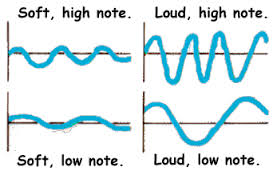 Soft, high note.
Loud, high note.
Soft, low note.
Loud, low note.